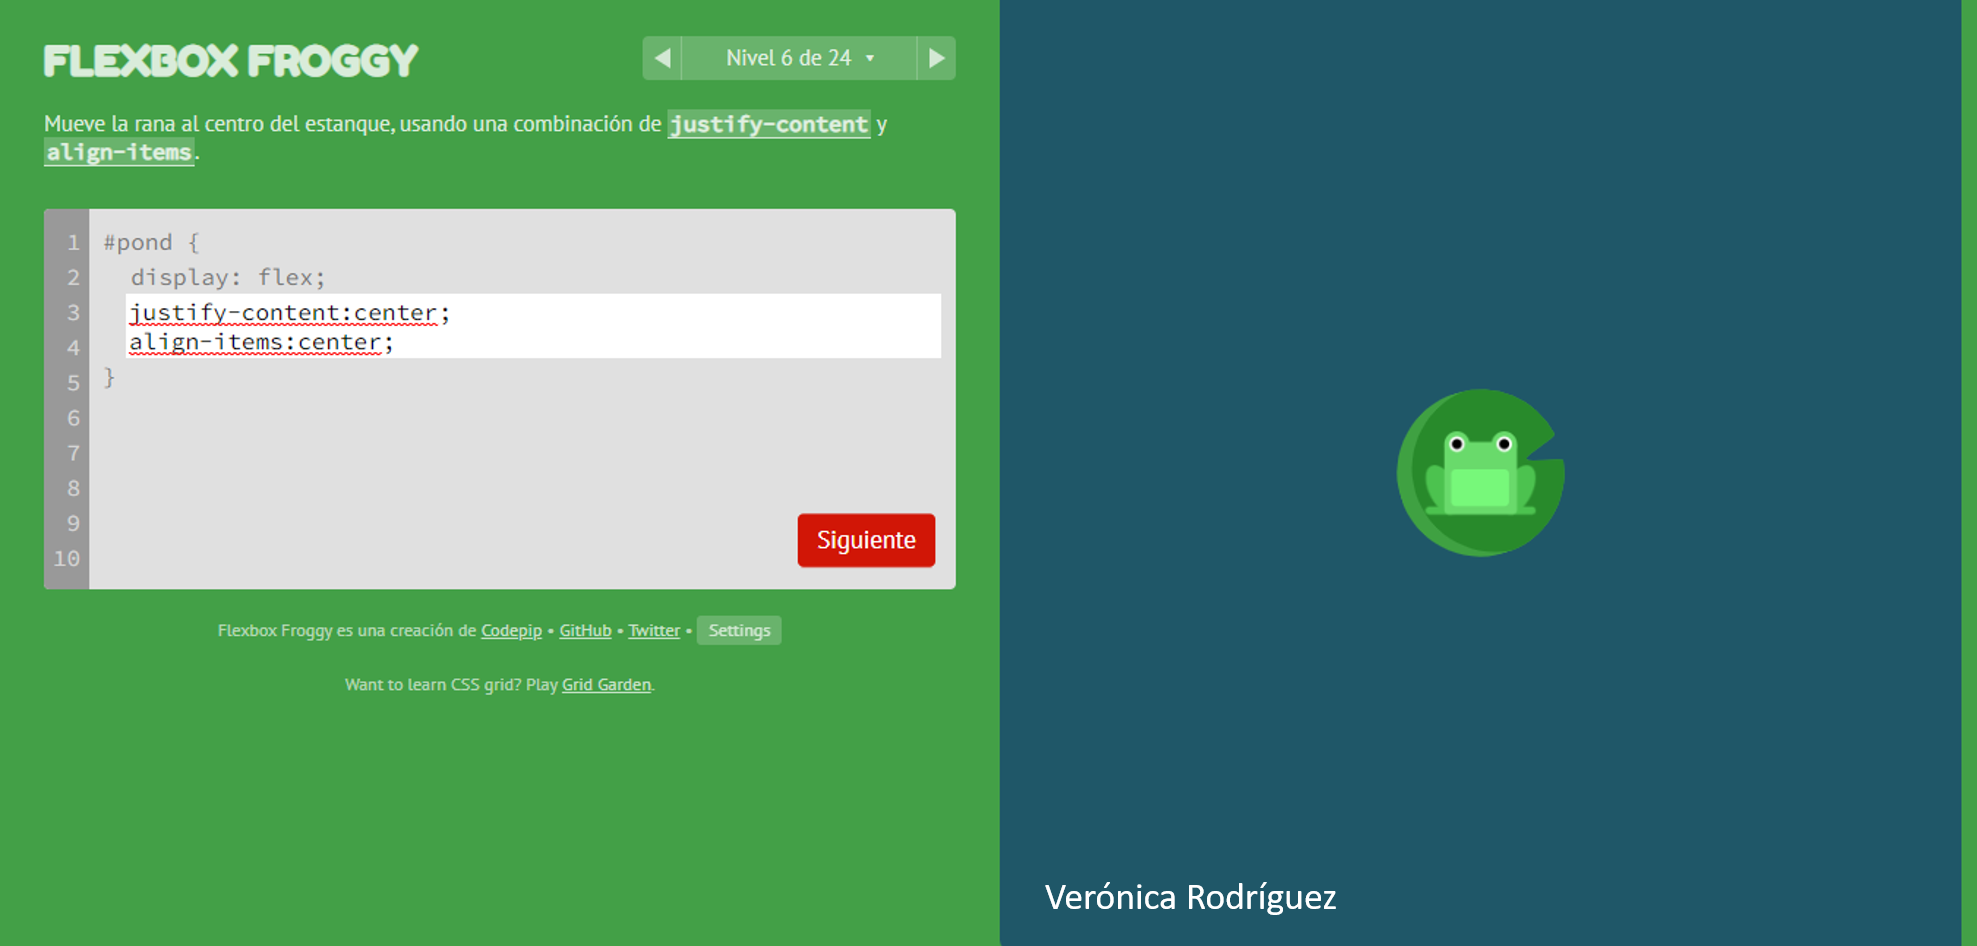 FLEXBOX FROGGY
Nivel 6 de 24
Mueve la rana al centro del estanque, usando una combinación de justify-content y
align-items.
1 #pond {
2 display: flex;
3 justify-content:center;
4 align-items:center;
5 }
6
7
8
9
10
Siguiente
Flexbox Froggy es una creación de Codepip • GitHub • Twitter • Settings
Want to learn CSS grid? Play Grid Garden.
Verónica Rodríguez